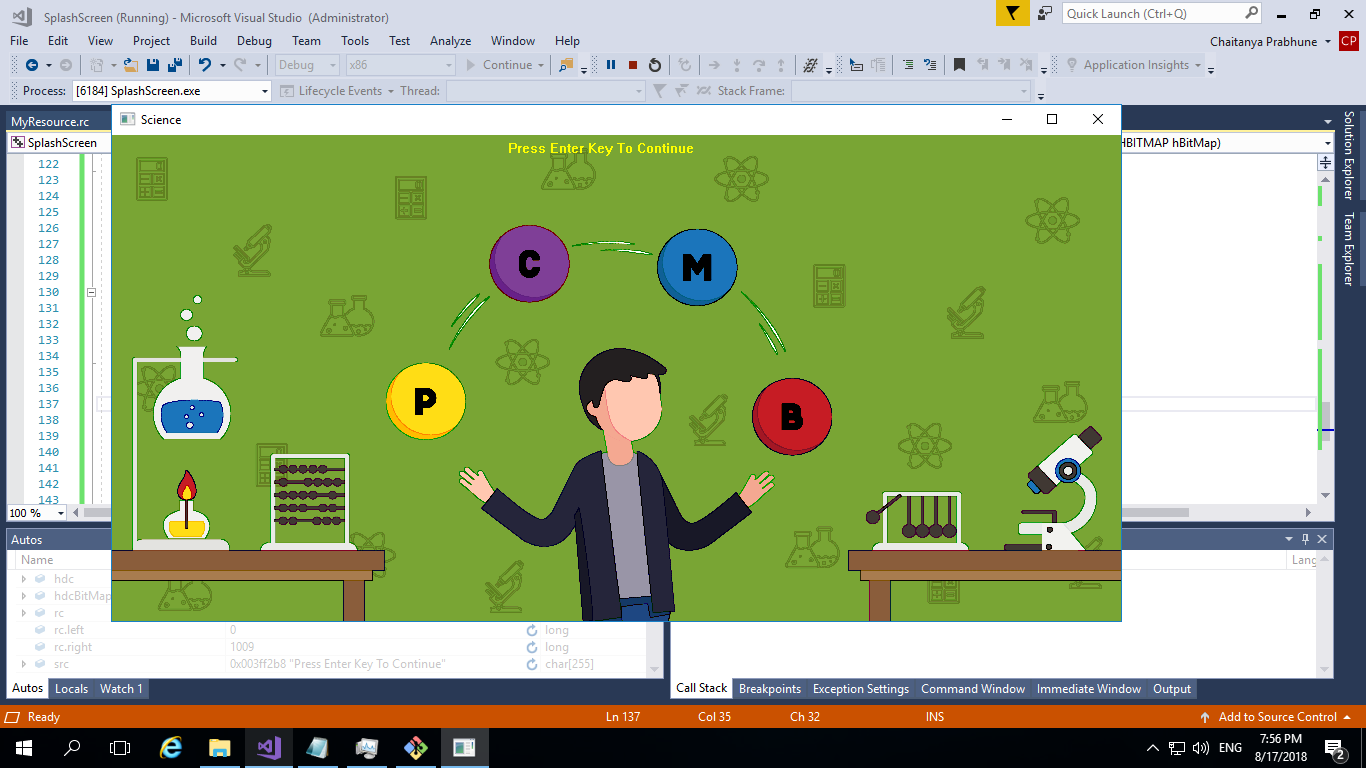 SplashScreen (Running) - Microsoft Visual Studio (Administrator)
Quick Launch (Ctrl+Q)
File Edit View Project Build Debug Team Tools Test Analyze Window Help
Chaitanya Prabhune CP
Debug x86 Continue Application Insights
Process: [6184] SplashScreen.exe Lifecycle Events Thread: Stack Frame:
MyResource.rc
Science
SplashScreen
HBITMAP hBitMap)
Press Enter Key To Continue
Solution Explorer
Team Explorer
122
123
124
125
126
127
128
129
130
131
132
133
134
135
136
137
138
139
140
141
142
143
C
M
P
B
100 %
Autos
Name
Lang
hdc
hdcBitMap
rc
rc.left 0 long
rc.right 1009 long
src 0x003ff2b8 "Press Enter Key To Continue" char[255]
Autos Locals Watch 1
Call Stack Breakpoints Exception Settings Command Window Immediate Window Output
Ready Ln 137 Col 35 Ch 32 INS Add to Source Control
ENG
7:56 PM
8/17/2018
2